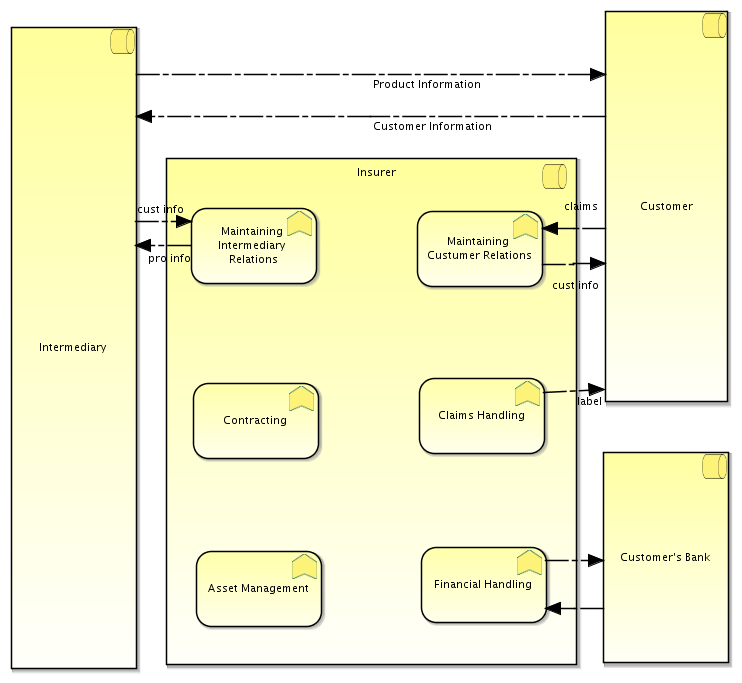 Product Information
Customer Information
Insurer
cust info
claims
Customer
Maintaining
Intermediary
Relations
Maintaining
Custumer Relations
pro info
cust info
Intermediary
label
Contracting
Claims Handling
Customer's Bank
Asset Management
Financial Handling